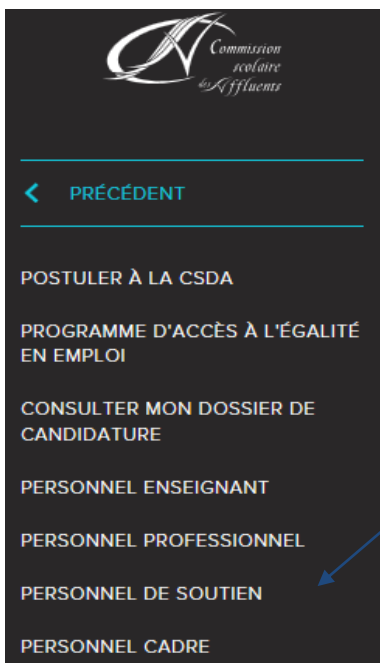 Commission
scolaire
des Affluents
PRÉCÉDENT
POSTULER À LA CSDA
PROGRAMME D'ACCÈS À L'ÉGALITÉ
EN EMPLOI
CONSULTER MON DOSSIER DE
CANDIDATURE
PERSONNEL ENSEIGNANT
PERSONNEL PROFESSIONNEL
PERSONNEL DE SOUTIEN
PERSONNEL CADRE